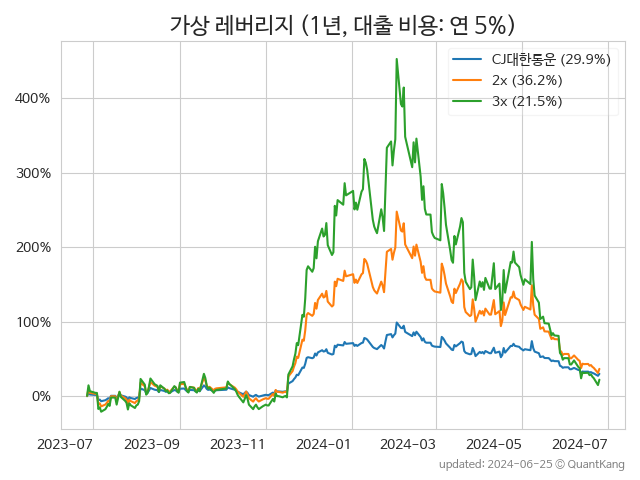 가상 레버리지 (1년, 대출 비용: 연 5%)
CJ대한통운 (29.9%)
2x (36.2%)
3x (21.5%)
400%
300%
200%
100%
0%
2023-07 2023-09 2023-11 2024-01 2024-03 2024-05 2024-07
updated: 2024-06-25 © QuantKang